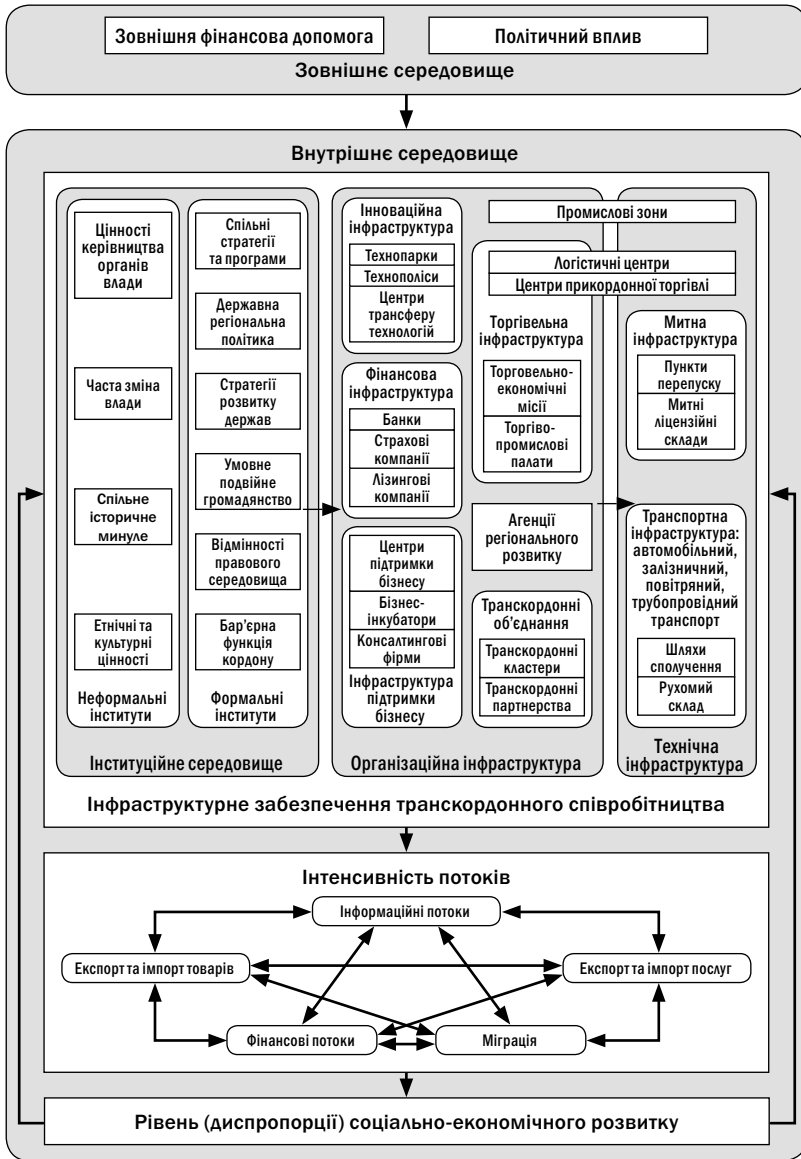 Зовнішня фінансова допомога
Політичний вплив
Зовнішнє середовище
Внутрішнє середовище
Цінності
керівництва
органів
влади
Часта зміна
влади
Спільне
історичне
минуле
Етнічні та
культурні
цінності
Неформальні
інститути
Спільні
стратегії
та програми
Державна
регіональна
політика
Стратегії
розвитку
держав
Умовне
подвійне
громадянство
Відмінності
правового
середовища
Бар'єрна
функція
кордону
Формальні
інститути
Інституційне середовище
Інноваційна
інфраструктура
Технопарки
Технополіси
Центри
трансферу
технологій
Фінансова
інфраструктура
Банки
Страхові
компанії
Лізингові
компанії
Центри
підтримки
бізнесу
Бізнес-
інкубатори
Консалтингові
фірми
Інфраструктура
підтримки
бізнесу
Промислові зони
Логістичні центри
Центри прикордонної торгівлі
Торгівельна
інфраструктура
Торговельно-
економічні
місії
Торгіво-
промислові
палати
Агенції
регіонального
розвитку
Транскордонні
об'єднання
Транскордонні
кластери
Транскордонні
партнерства
Організаційна інфраструктура
Митна
інфраструктура
Пункти
перепуску
Митні
ліцензійні
склади
Транспортна
інфраструктура:
автомобільний,
залізничний,
повітряний,
трубопровідний
транспорт
Шляхи
сполучення
Рухомий
склад
Технічна
інфраструктура
Інфраструктурне забезпечення транскордонного співробітництва
Інтенсивність потоків
Інформаційні потоки
Експорт та імпорт товарів
Експорт та імпорт послуг
Фінансові потоки
Міграція
Рівень (диспропорції) соціально-економічного розвитку